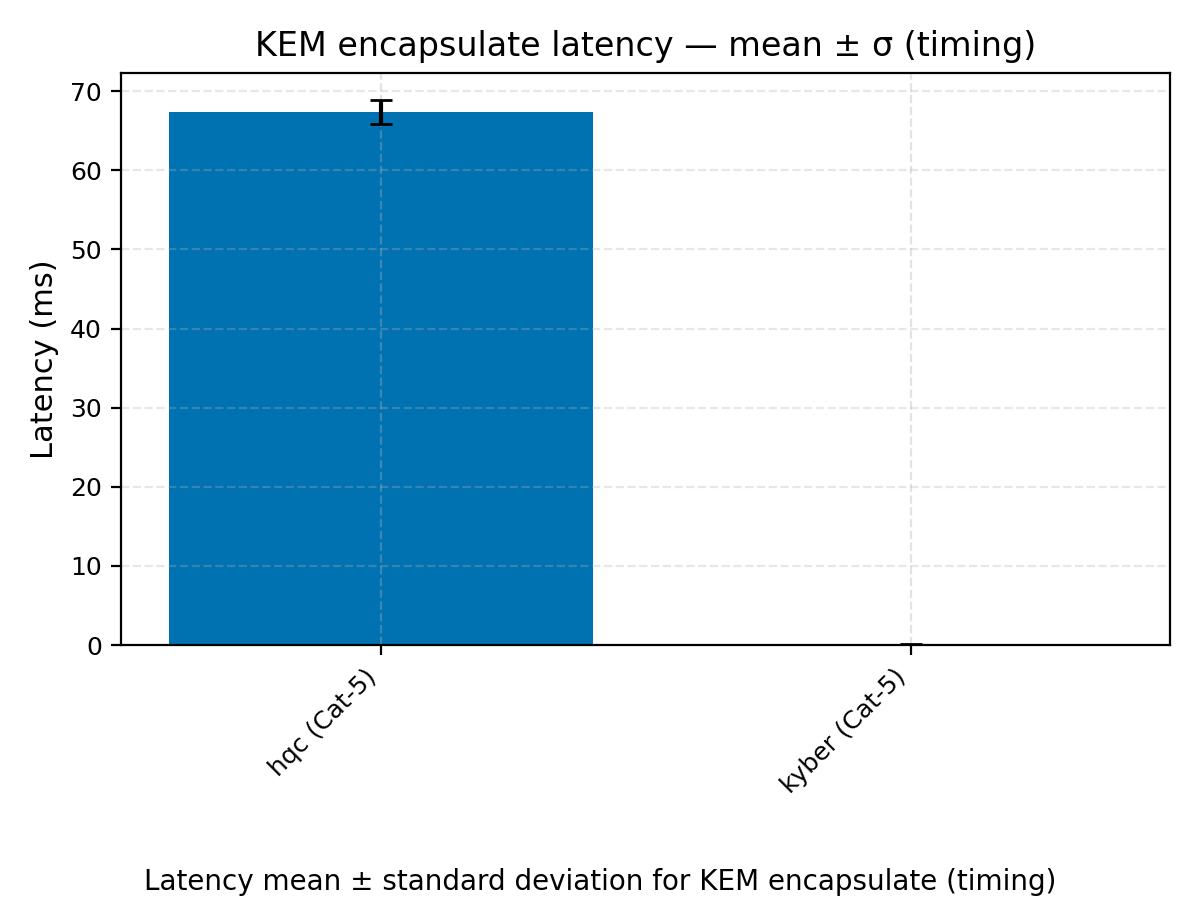 KEM encapsulate latency — mean ± σ (timing)
Latency (ms)
70
60
50
40
30
20
10
0
hqc (Cat-5)
kyber (Cat-5)
Latency mean ± standard deviation for KEM encapsulate (timing)